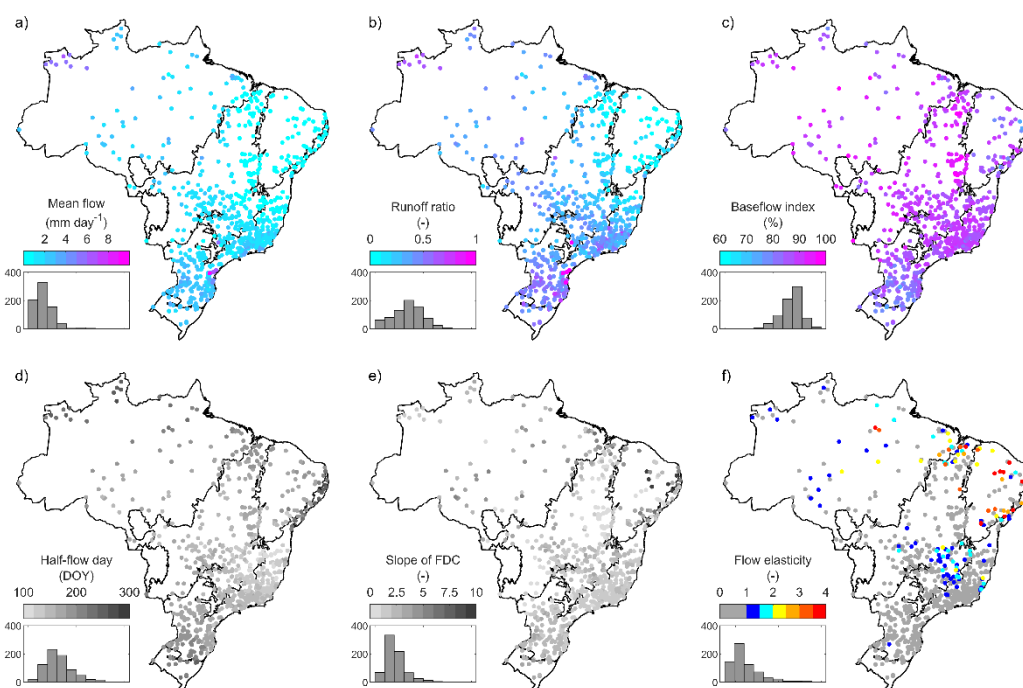 a)
b)
c)
Mean flow
(mm day⁻¹)
2 4 6 8
400
200
0
Runoff ratio
(-)
0 0.5 1
400
200
0
Baseflow index
(%)
60 70 80 90 100
400
200
0
d)
e)
f)
Half-flow day
(DOY)
100 200 300
400
200
0
Slope of FDC
(-)
0 2.5 5 7.5 10
400
200
0
Flow elasticity
(-)
0 1 2 3 4
400
200
0